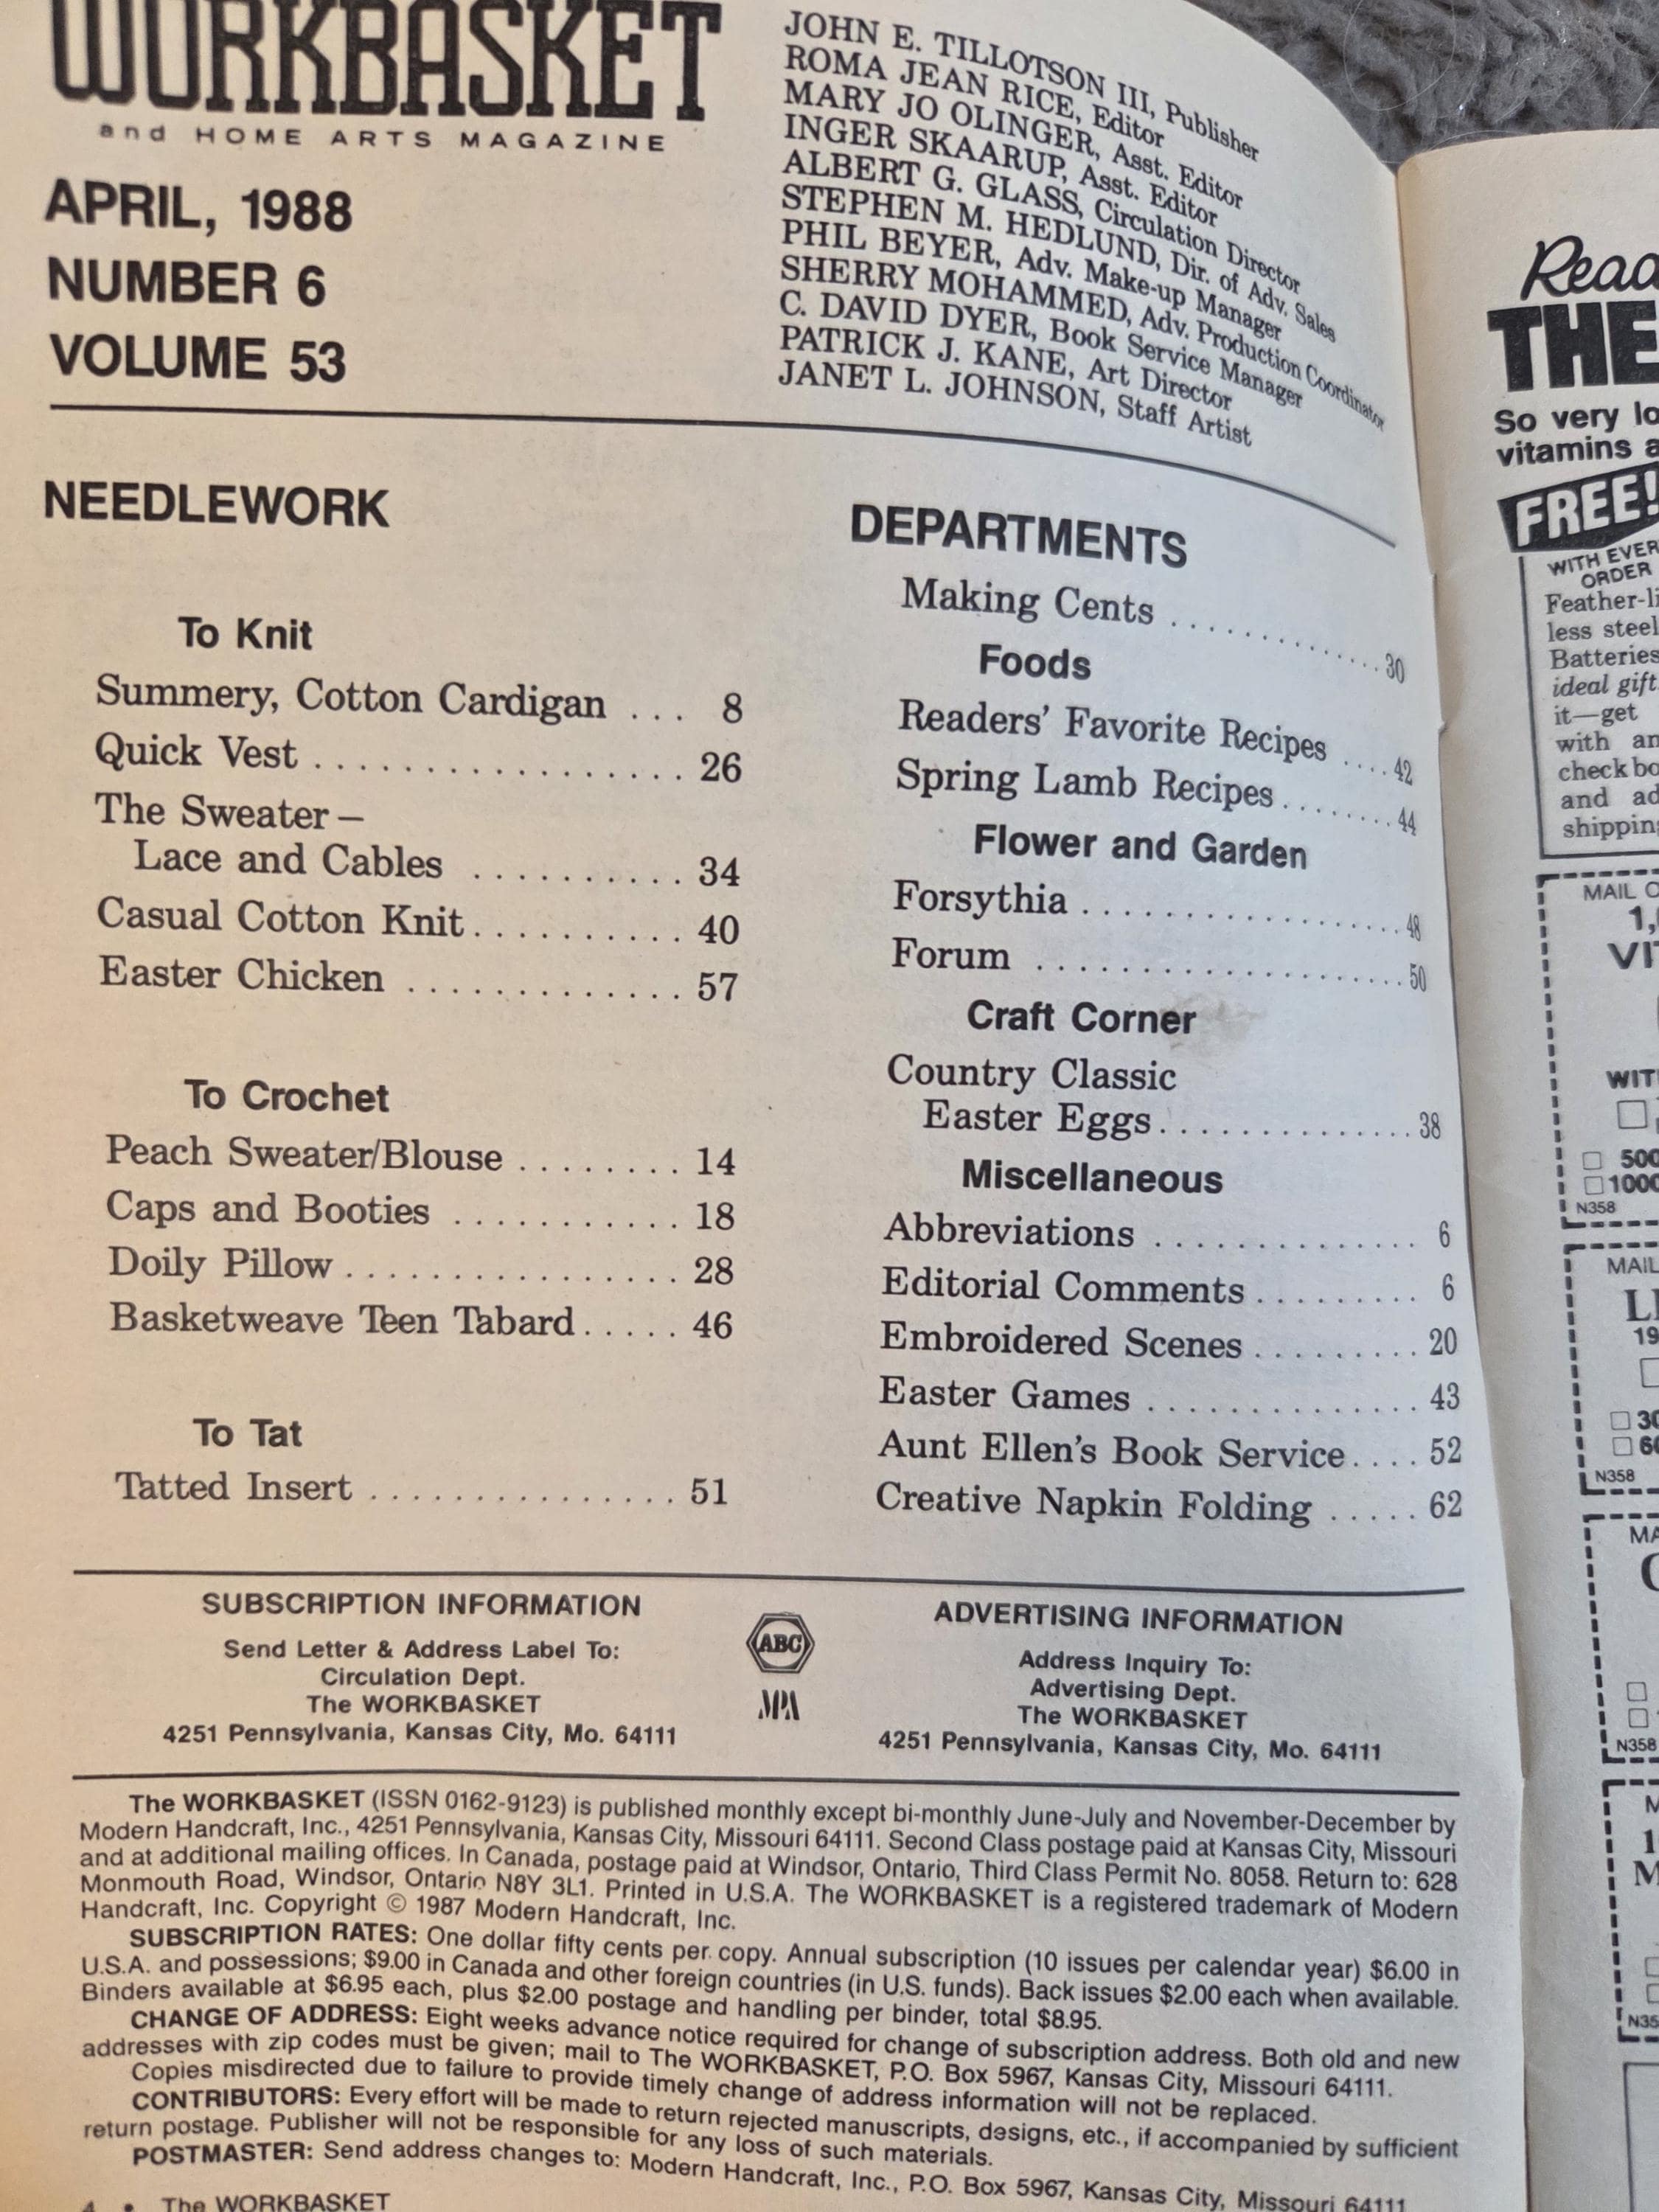 WORKBASKET
and HOME ARTS MAGAZINE
APRIL, 1988
NUMBER 6
VOLUME 53
JOHN E. TILLOTSON III, Publisher
ROMA JEAN RICE, Editor
MARY JO OLINGER, Asst. Editor
INGER SKAARUP, Asst. Editor
ALBERT G. GLASS, Circulation Director
STEPHEN M. HEDLUND, Dir. of Adv. Sales
PHIL BEYER, Adv. Make-up Manager
SHERRY MOHAMMED, Adv. Production Coordinator
C. DAVID DYER, Book Service Manager
PATRICK J. KANE, Art Director
JANET L. JOHNSON, Staff Artist
NEEDLEWORK
To Knit
Summery, Cotton Cardigan ... 8
Quick Vest ................. 26
The Sweater—
Lace and Cables .......... 34
Casual Cotton Knit.......... 40
Easter Chicken ............. 57
To Crochet
Peach Sweater/Blouse ........ 14
Caps and Booties ........... 18
Doily Pillow................ 28
Basketweave Teen Tabard..... 46
To Tat
Tatted Insert ............... 51
DEPARTMENTS
Making Cents .............. 30
Foods
Readers' Favorite Recipes .... 42
Spring Lamb Recipes........ 44
Flower and Garden
Forsythia ................. 48
Forum .................... 50
Craft Corner
Country Classic
Easter Eggs.............. 38
Miscellaneous
Abbreviations .............. 6
Editorial Comments ......... 6
Embroidered Scenes ......... 20
Easter Games .............. 43
Aunt Ellen's Book Service.... 52
Creative Napkin Folding ..... 62
SUBSCRIPTION INFORMATION
Send Letter & Address Label To:
Circulation Dept.
The WORKBASKET
4251 Pennsylvania, Kansas City, Mo. 64111
ABC
MPA
ADVERTISING INFORMATION
Address Inquiry To:
Advertising Dept.
The WORKBASKET
4251 Pennsylvania, Kansas City, Mo. 64111
The WORKBASKET (ISSN 0162-9123) is published monthly except bi-monthly June-July and November-December by
Modern Handcraft, Inc., 4251 Pennsylvania, Kansas City, Missouri 64111. Second Class postage paid at Kansas City, Missouri
and at additional mailing offices. In Canada, postage paid at Windsor, Ontario, Third Class Permit No. 8058. Return to: 628
Monmouth Road, Windsor, Ontario N8Y 3L1. Printed in U.S.A. The WORKBASKET is a registered trademark of Modern
Handcraft, Inc. Copyright © 1987 Modern Handcraft, Inc.
SUBSCRIPTION RATES: One dollar fifty cents per copy. Annual subscription (10 issues per calendar year) $6.00 in
U.S.A. and possessions; $9.00 in Canada and other foreign countries (in U.S. funds). Back issues $2.00 each when available.
Binders available at $6.95 each, plus $2.00 postage and handling per binder, total $8.95.
CHANGE OF ADDRESS: Eight weeks advance notice required for change of subscription address. Both old and new
addresses with zip codes must be given; mail to The WORKBASKET, P.O. Box 5967, Kansas City, Missouri 64111.
Copies misdirected due to failure to provide timely change of address information will not be replaced.
CONTRIBUTORS: Every effort will be made to return rejected manuscripts, designs, etc., if accompanied by sufficient
return postage. Publisher will not be responsible for any loss of such materials.
POSTMASTER: Send address changes to: Modern Handcraft, Inc., P.O. Box 5967, Kansas City, Missouri 64111
4 • The WORKBASKET
THE
So very
vitamins
FREE!
WITH
ORDER
less steel
Batteries
ideal gift
it—get
with
check
and
shipping
MAIL
WITH
500
1000
N358
MAIL
N358
N358